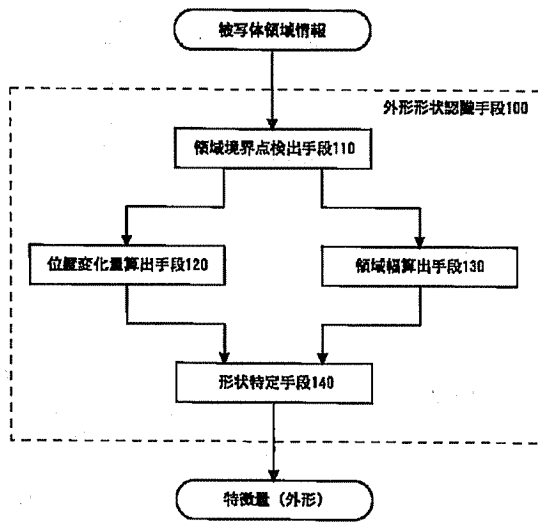 被写体領域情報
外形形状認識手段100
領域境界点検出手段110
位置変化量算出手段120
領域幅算出手段130
形状特定手段140
特徴量（外形）